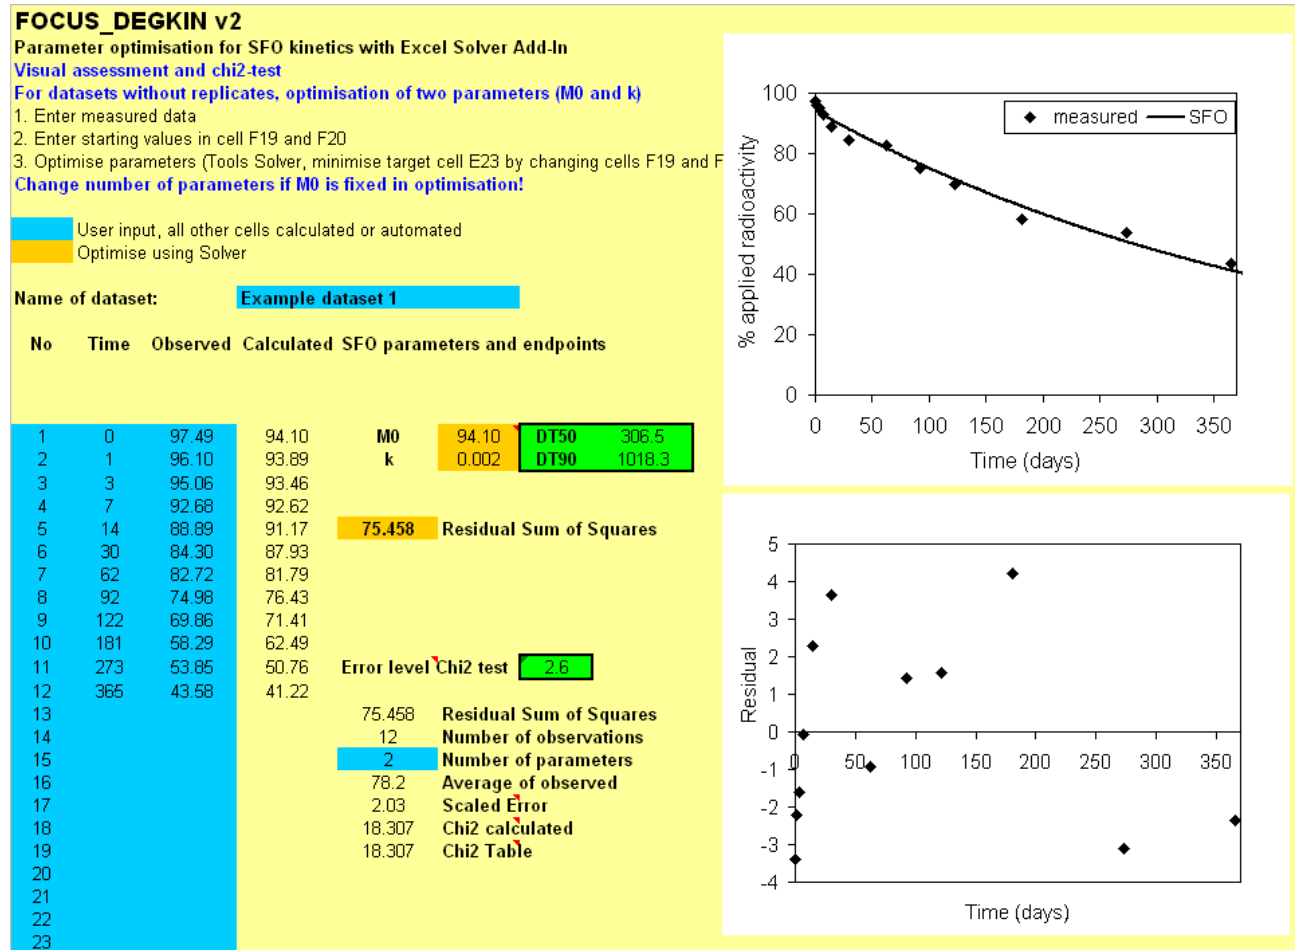 FOCUS_DEGKIN v2
Parameter optimisation for SFO kinetics with Excel Solver Add-In
Visual assessment and chi2-test
For datasets without replicates, optimisation of two parameters (M0 and k)
1. Enter measured data
2. Enter starting values in cell F19 and F20
3. Optimise parameters (Tools Solver, minimise target cell E23 by changing cells F19 and F
Change number of parameters if M0 is fixed in optimisation!
User input, all other cells calculated or automated
Optimise using Solver
Name of dataset: Example dataset 1
No Time Observed Calculated SFO parameters and endpoints
1 0 97.49 94.10 M0 94.10 DT50 306.5
2 1 96.10 93.89 k 0.002 DT90 1018.3
3 3 95.06 93.46
4 7 92.68 92.62
5 14 88.89 91.17 75.458 Residual Sum of Squares
6 30 84.30 87.93
7 62 82.72 81.79
8 92 74.98 76.43
9 122 69.86 71.41
10 181 58.29 62.49
11 273 53.85 50.76 Error level Chi2 test 2.6
12 365 43.58 41.22
13 75.458 Residual Sum of Squares
14 12 Number of observations
15 2 Number of parameters
16 78.2 Average of observed
17 2.03 Scaled Error
18 18.307 Chi2 calculated
19 18.307 Chi2 Table
20
21
22
23
measured SFO
% applied radioactivity
100
80
60
40
20
0
0 50 100 150 200 250 300 350
Time (days)
Residual
5
4
3
2
1
0
-1
-2
-3
-4
0 50 100 150 200 250 300 350
Time (days)